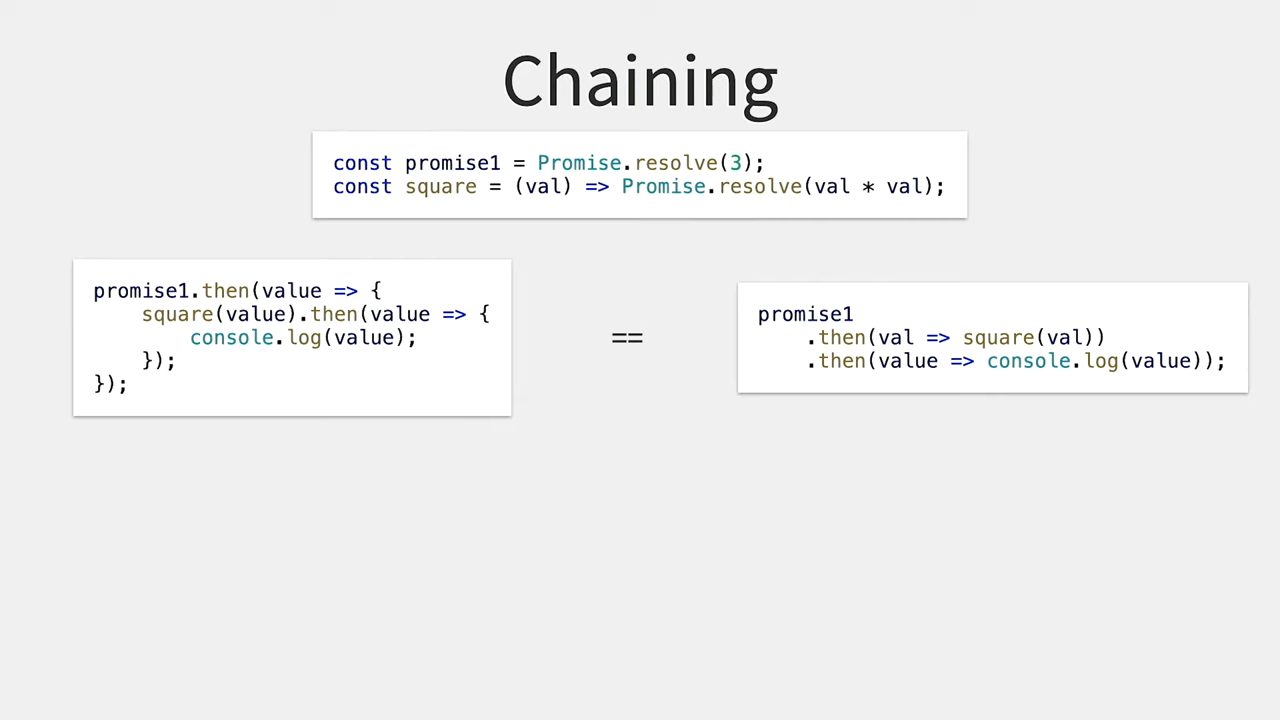 Chaining
const promise1 = Promise.resolve(3);
const square = (val) => Promise.resolve(val * val);
promise1.then(value => {
    square(value).then(value => {
        console.log(value);
    });
});
==
promise1
    .then(val => square(val))
    .then(value => console.log(value));